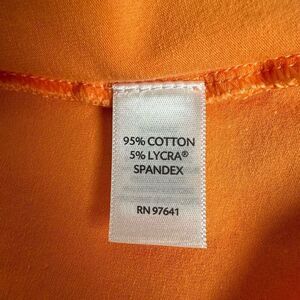 95% COTTON
5% LYCRA®
SPANDEX
RN 97641